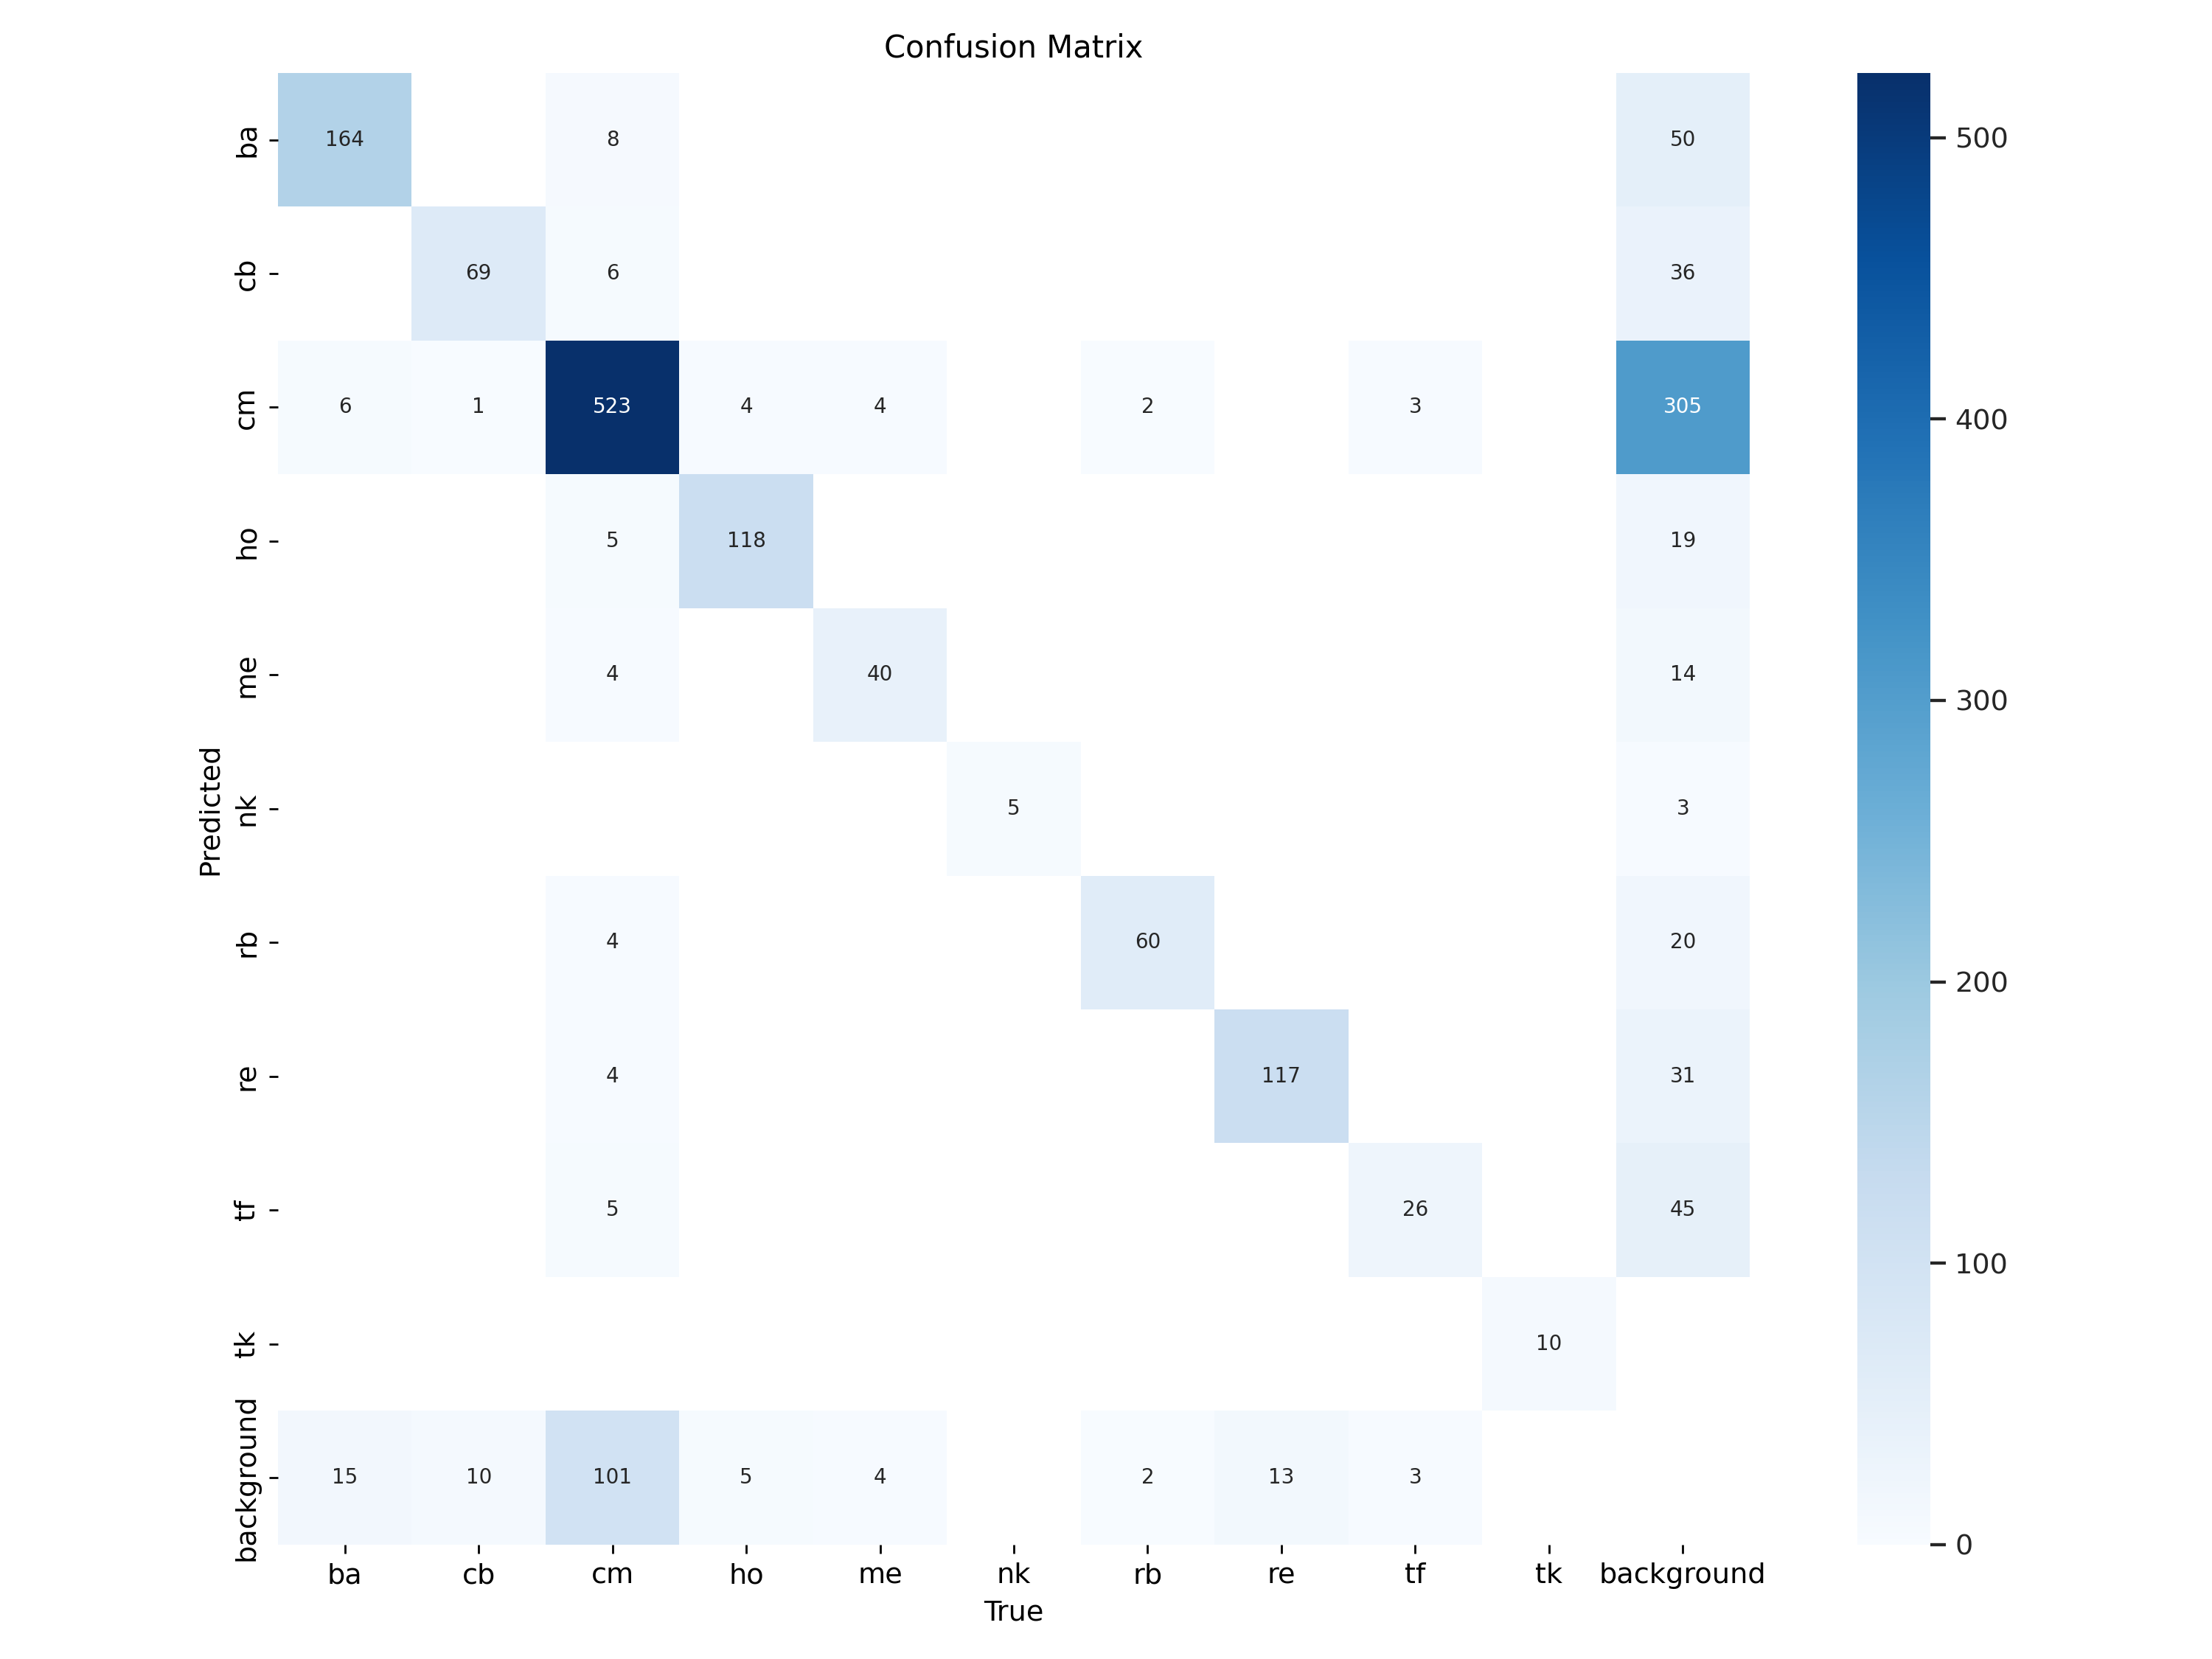 Confusion Matrix
ba 164 8 50
cb 69 6 36
cm 6 1 523 4 4 2 3 305
ho 5 118 19
me 4 40 14
nk 5 3
rb 4 60 20
re 4 117 31
tf 5 26 45
tk 10
background 15 10 101 5 4 2 13 3
ba cb cm ho me nk rb re tf tk background
True
Predicted
500
400
300
200
100
0